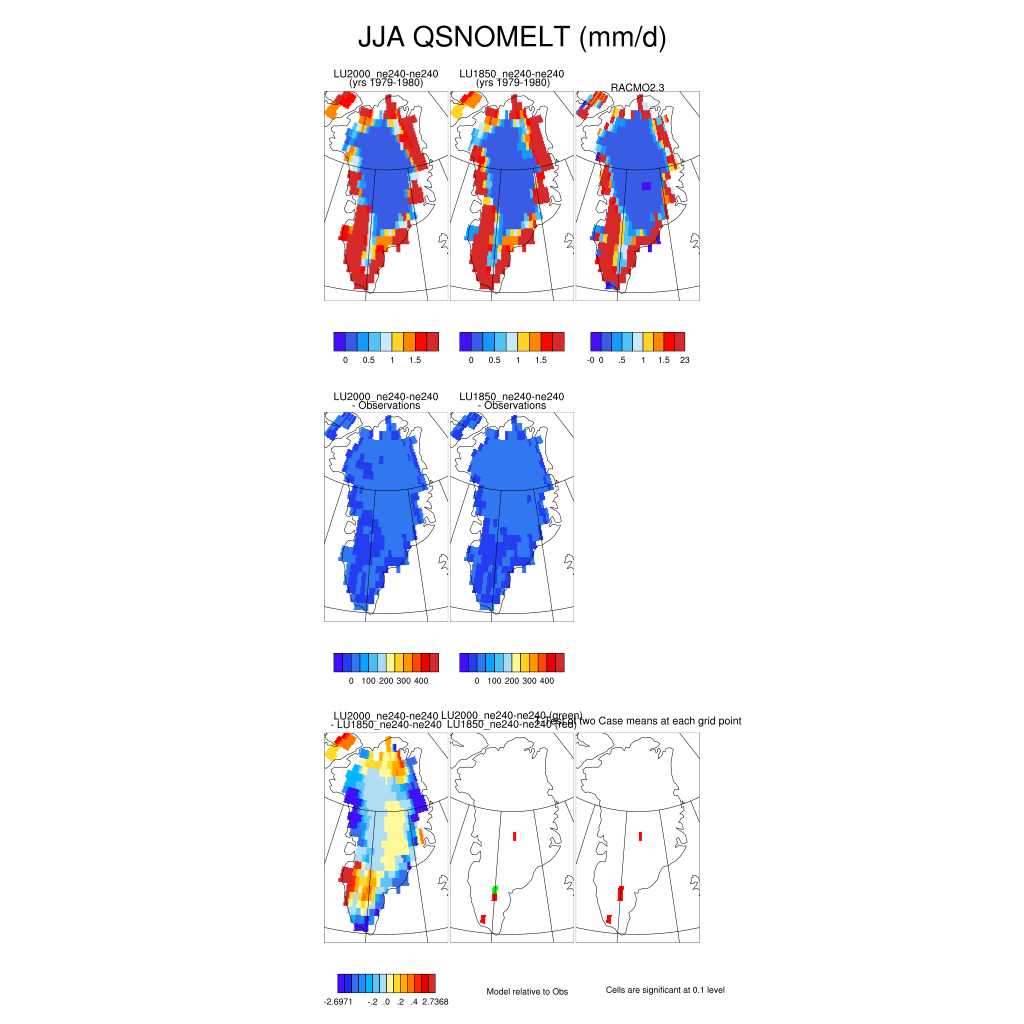 JJA QSNOMELT (mm/d)
LU2000_ne240-ne240
(yrs 1979-1980)
LU1850_ne240-ne240
(yrs 1979-1980)
RACMO2.3
0 0.5 1 1.5
0 0.5 1 1.5
-0 0 .5 1 1.5 23
LU2000_ne240-ne240
- Observations
LU1850_ne240-ne240
- Observations
0 100 200 300 400
0 100 200 300 400
LU2000_ne240-ne240
- LU1850_ne240-ne240
LU2000_ne240-ne240 (green)
LU1850_ne240-ne240 (red)
of two Case means at each grid point
-2.6971 -.2 .0 .2 .4 2.7368
Model relative to Obs
Cells are significant at 0.1 level